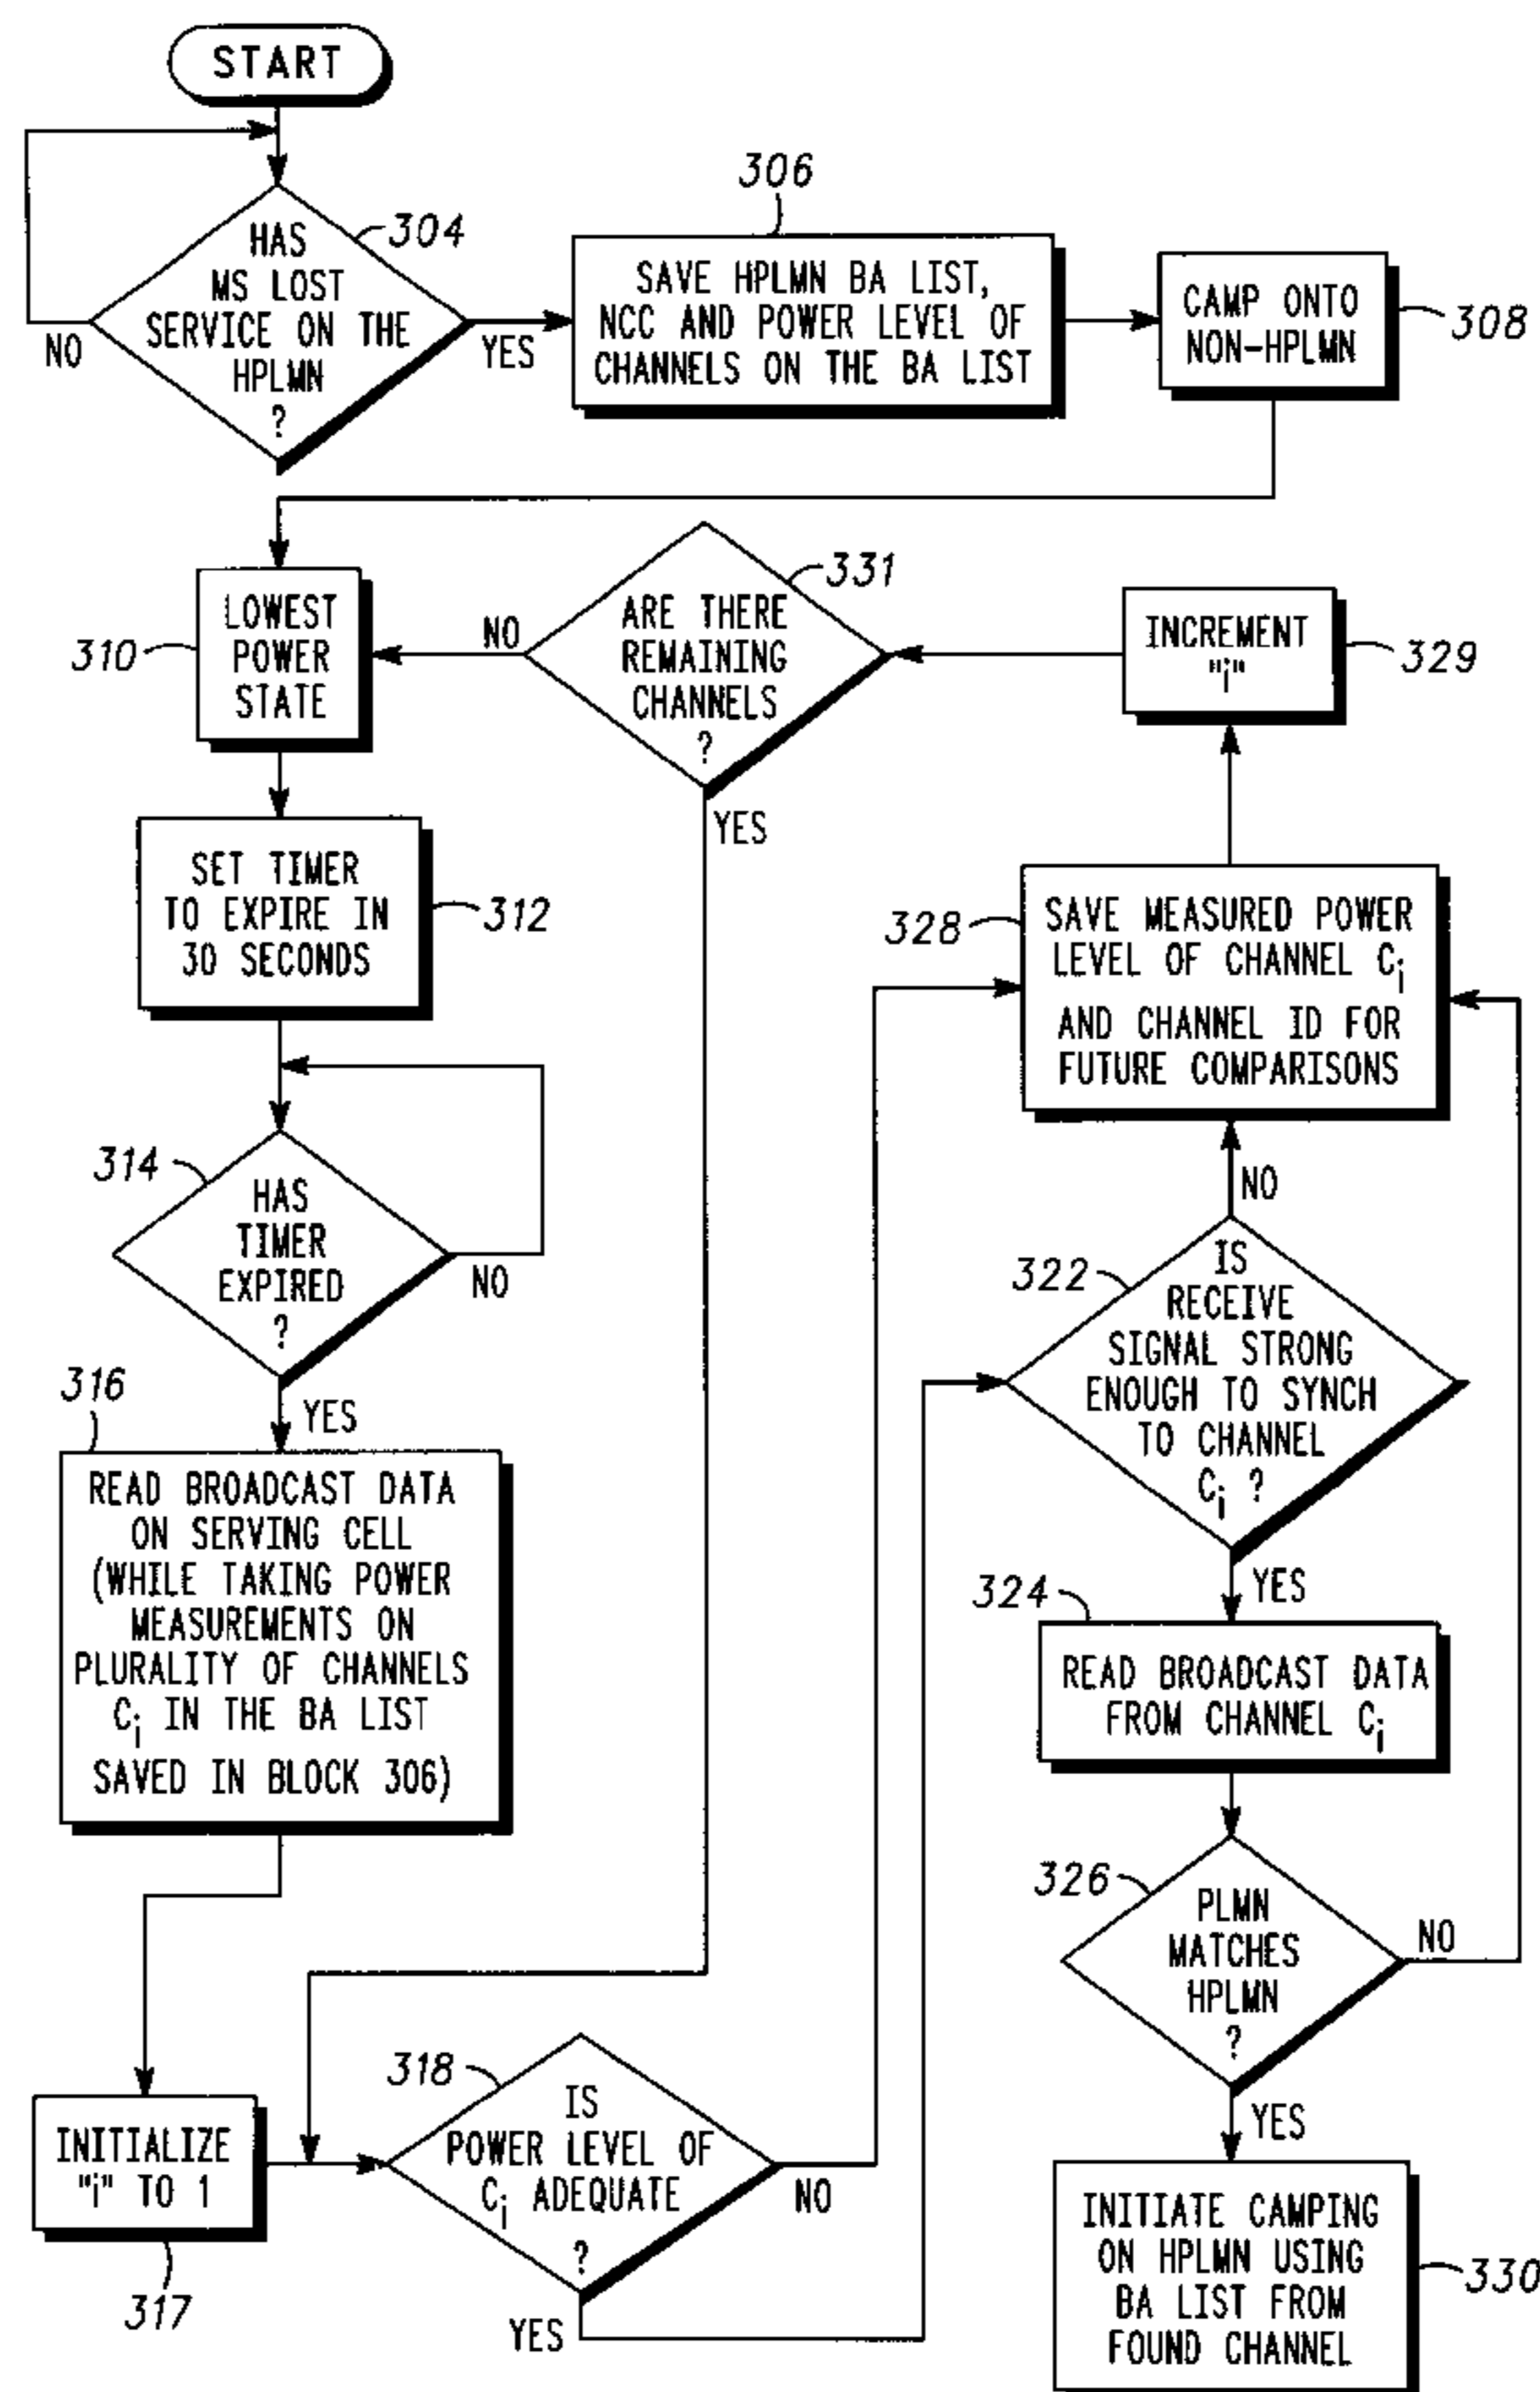 START
HAS
MS LOST
SERVICE ON THE
HPLMN
?
304
NO
YES
306
SAVE HPLMN BA LIST,
NCC AND POWER LEVEL OF
CHANNELS ON THE BA LIST
CAMP ONTO
NON-HPLMN
308
LOWEST
POWER
STATE
310
NO
ARE THERE
REMAINING
CHANNELS
?
331
YES
INCREMENT
"i"
329
SET TIMER
TO EXPIRE IN
30 SECONDS
312
328
SAVE MEASURED POWER
LEVEL OF CHANNEL Ci
AND CHANNEL ID FOR
FUTURE COMPARISONS
314
HAS
TIMER
EXPIRED
?
NO
YES
NO
322
IS
RECEIVE
SIGNAL STRONG
ENOUGH TO SYNCH
TO CHANNEL
Ci ?
YES
316
READ BROADCAST DATA
ON SERVING CELL
(WHILE TAKING POWER
MEASUREMENTS ON
PLURALITY OF CHANNELS
Ci IN THE BA LIST
SAVED IN BLOCK 306)
324
READ BROADCAST DATA
FROM CHANNEL Ci
326
PLMN
MATCHES
HPLMN
?
NO
YES
INITIALIZE
"i" TO 1
317
318
IS
POWER LEVEL OF
Ci ADEQUATE
?
NO
YES
INITIATE CAMPING
ON HPLMN USING
BA LIST FROM
FOUND CHANNEL
330